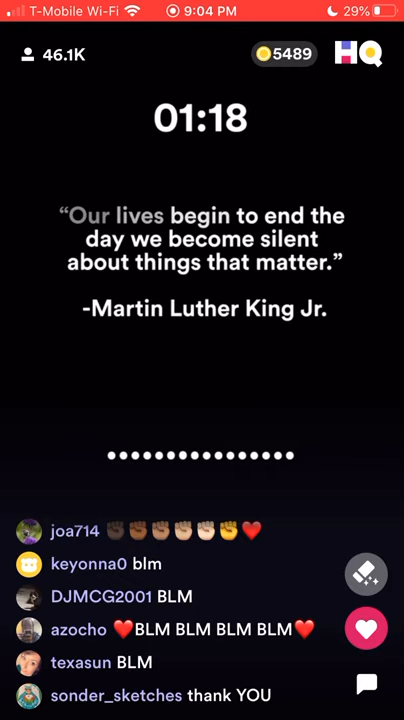 T-Mobile Wi-Fi 9:04 PM 29%
46.1K 5489 HQ
01:18
“Our lives begin to end the
day we become silent
about things that matter.”
-Martin Luther King Jr.
joa714 ✊🏿✊🏾✊🏽✊🏼✊🏻✊❤️
keyonna0 blm
DJMCG2001 BLM
azocho ❤️BLM BLM BLM BLM❤️
texasun BLM
sonder_sketches thank YOU